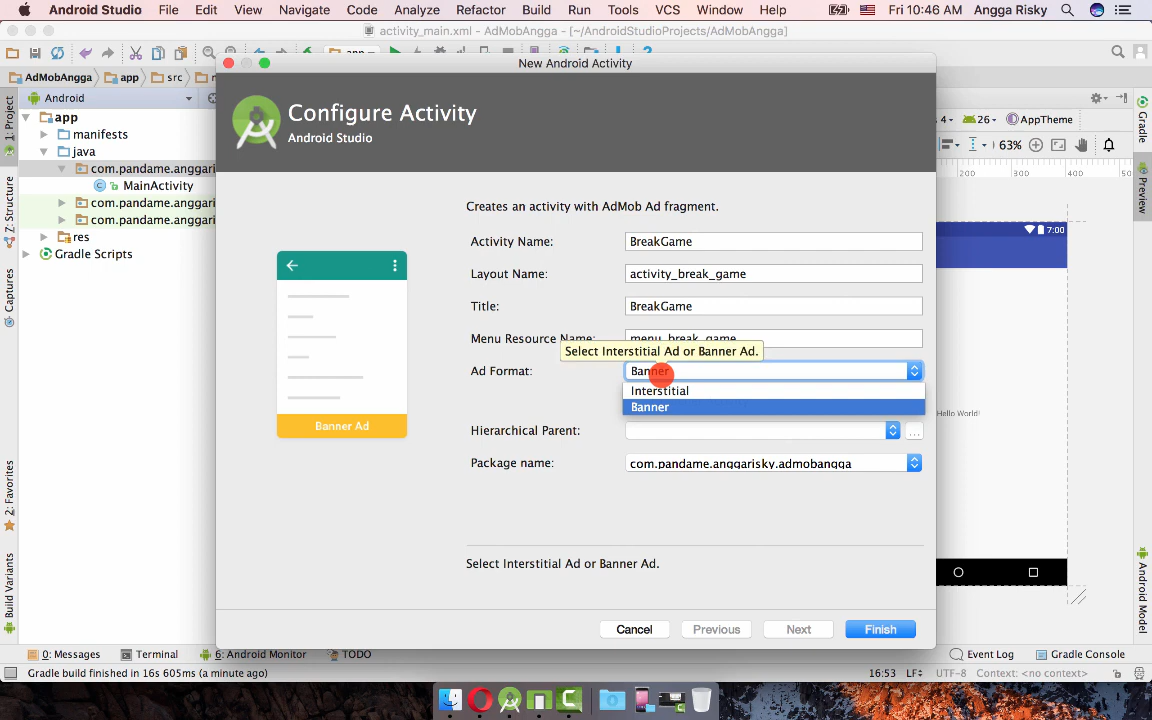 Android Studio File Edit View Navigate Code Analyze Refactor Build Run Tools VCS Window Help Fri 10:46 AM Angga Risky
activity_main.xml - AdMobAngga - [~/AndroidStudioProjects/AdMobAngga]
app
New Android Activity
AdMobAngga app src
Android
Configure Activity
Android Studio
1: Project
Z: Structure
Captures
2: Favorites
Build Variants
app
manifests
java
com.pandame.anggari
MainActivity
com.pandame.anggari
com.pandame.anggari
res
Gradle Scripts
4 26 AppTheme
63%
200 300 400 50
Gradle
Preview
Android Model
7:00
Hello World!
Creates an activity with AdMob Ad fragment.
Activity Name: BreakGame
Layout Name: activity_break_game
Title: BreakGame
Menu Resource Name: menu_break_game
Select Interstitial Ad or Banner Ad.
Ad Format: Banner
Interstitial
Banner
Hierarchical Parent: ...
Package name: com.pandame.anggarisky.admobangga
Banner Ad
Select Interstitial Ad or Banner Ad.
Cancel Previous Next Finish
0: Messages Terminal 6: Android Monitor TODO Event Log Gradle Console
Gradle build finished in 16s 605ms (a minute ago) 16:53 LF÷ UTF-8 Context: <no context>